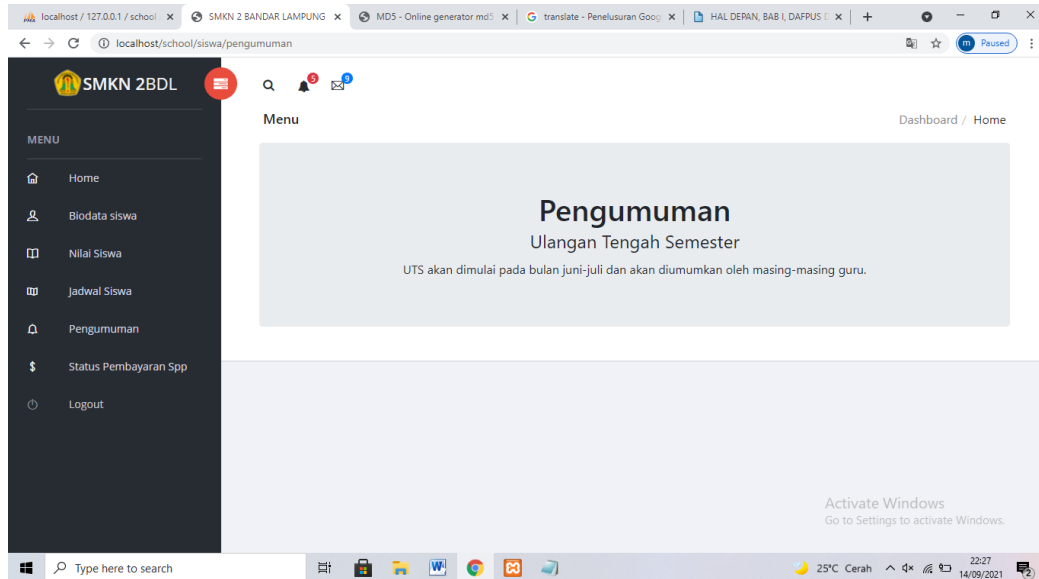 localhost / 127.0.0.1 / school
SMKN 2 BANDAR LAMPUNG
MD5 - Online generator md5
translate - Penelusuran Goog
HAL DEPAN, BAB I, DAFPUS
localhost/school/siswa/pengumuman
m Paused
SMKN 2BDL
5
9
Menu
Dashboard / Home
MENU
Home
Biodata siswa
Nilai Siswa
Jadwal Siswa
Pengumuman
Status Pembayaran Spp
Logout
Pengumuman
Ulangan Tengah Semester
UTS akan dimulai pada bulan juni-juli dan akan diumumkan oleh masing-masing guru.
Activate Windows
Go to Settings to activate Windows.
Type here to search
25°C Cerah
22:27
14/09/2021
2